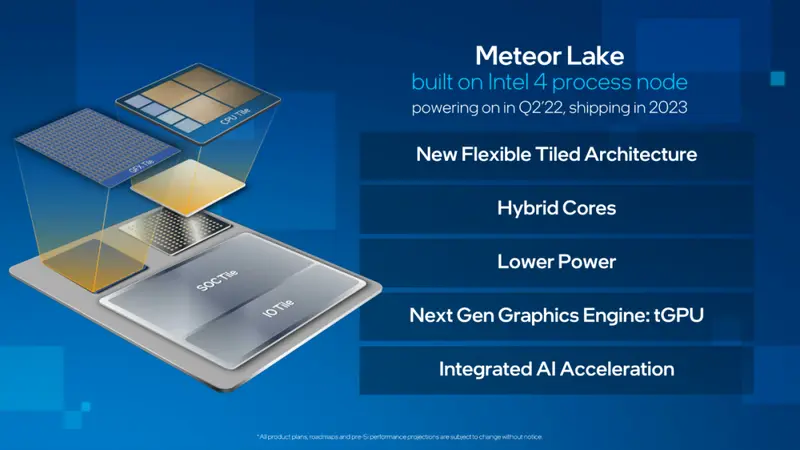 Meteor Lake
built on Intel 4 process node
powering on in Q2'22, shipping in 2023
CPU Tile
GFX Tile
SOC Tile
IO Tile
New Flexible Tiled Architecture
Hybrid Cores
Lower Power
Next Gen Graphics Engine: tGPU
Integrated AI Acceleration
*All product plans, roadmaps and pre-Si performance projections are subject to change without notice.